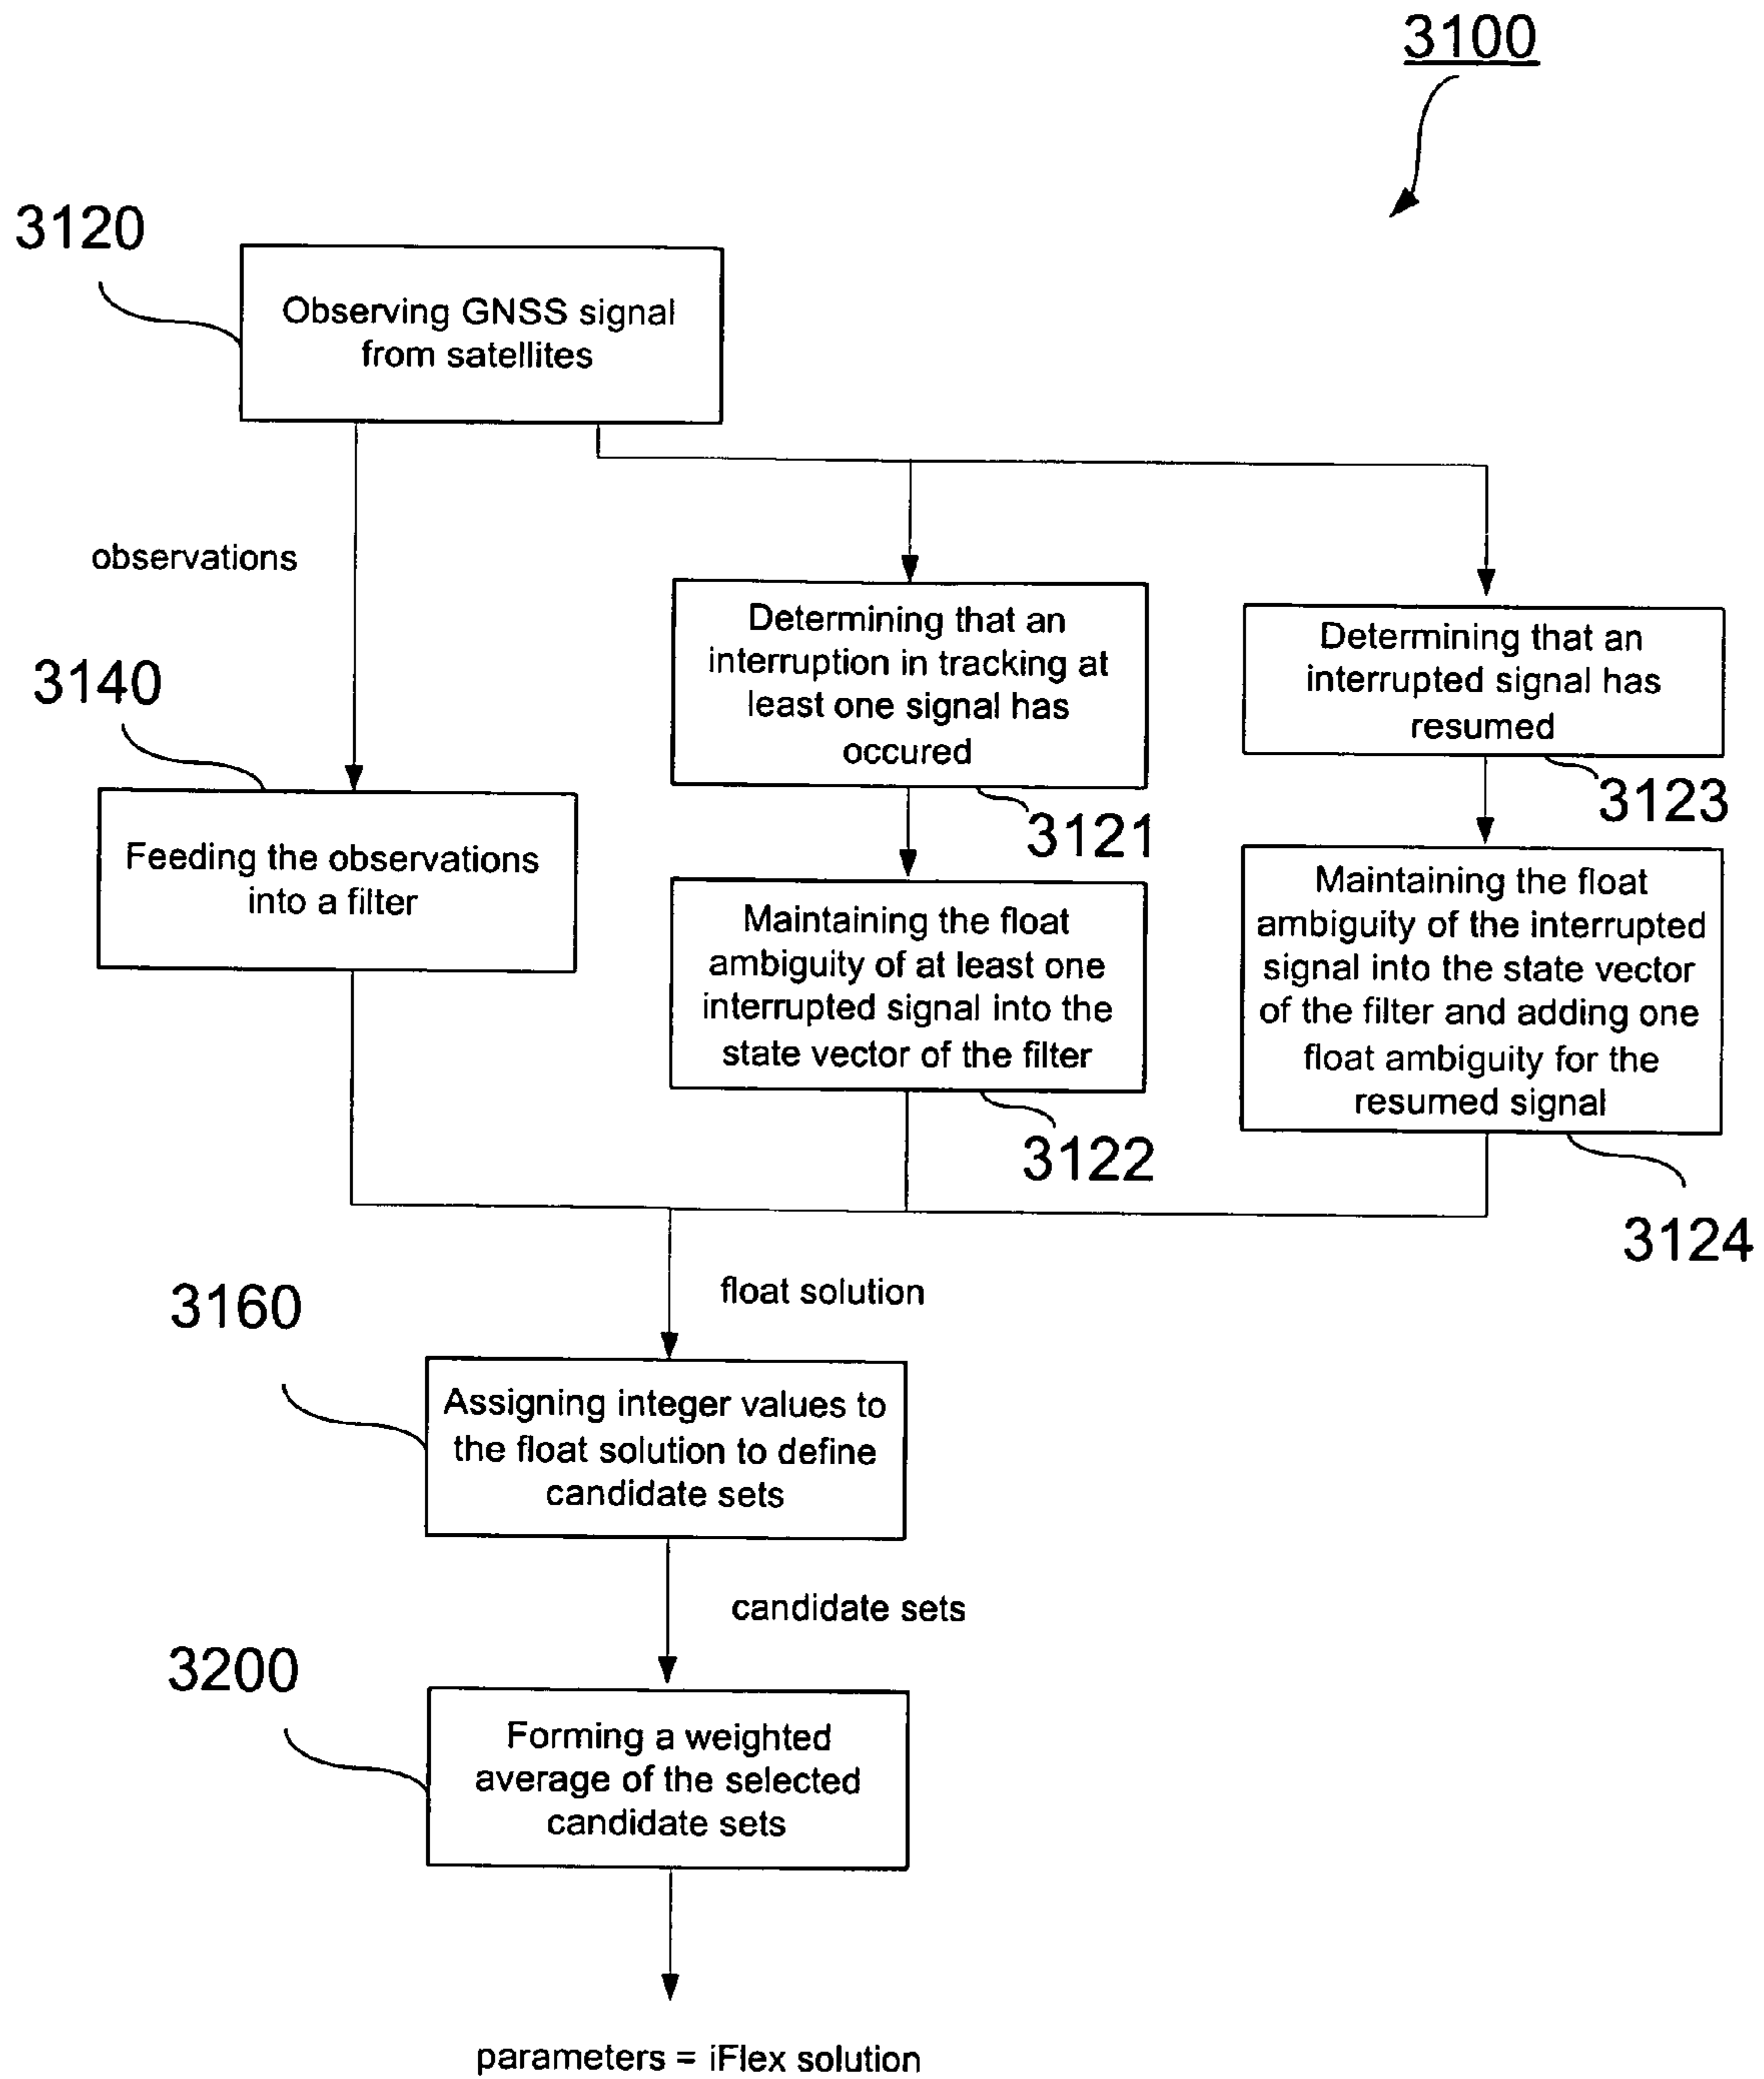 3100
3120
Observing GNSS signal
from satellites
observations
Determining that an
interruption in tracking at
least one signal has
occured
3121
Determining that an
interrupted signal has
resumed
3123
3140
Feeding the observations
into a filter
Maintaining the float
ambiguity of at least one
interrupted signal into the
state vector of the filter
3122
Maintaining the float
ambiguity of the interrupted
signal into the state vector
of the filter and adding one
float ambiguity for the
resumed signal
3124
float solution
3160
Assigning integer values to
the float solution to define
candidate sets
candidate sets
3200
Forming a weighted
average of the selected
candidate sets
parameters = iFlex solution